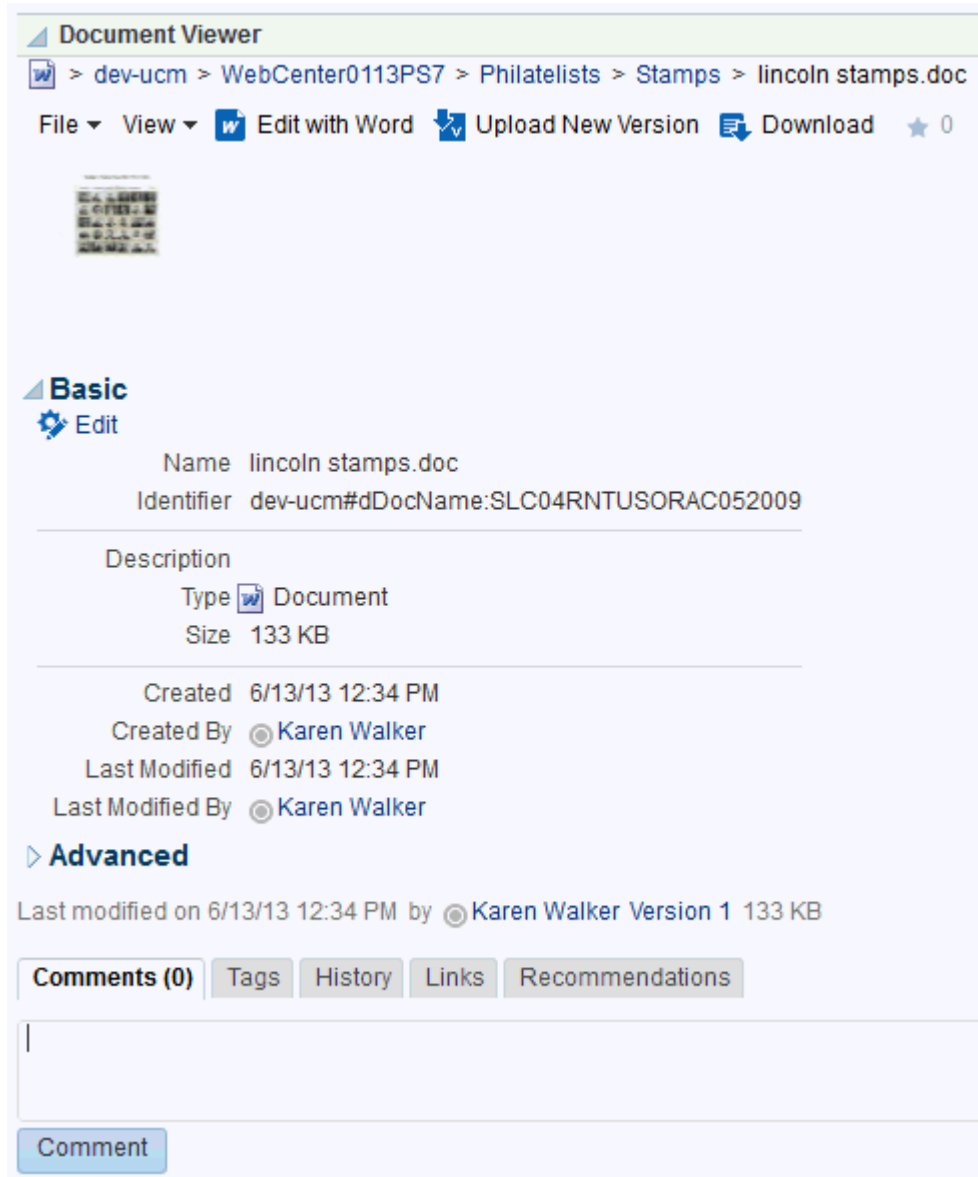 Document Viewer
> dev-ucm > WebCenter0113PS7 > Philatelists > Stamps > lincoln stamps.doc
File View Edit with Word Upload New Version Download 0
Basic
Edit
Name lincoln stamps.doc
Identifier dev-ucm#dDocName:SLC04RNTUSORAC052009
Description
Type Document
Size 133 KB
Created 6/13/13 12:34 PM
Created By Karen Walker
Last Modified 6/13/13 12:34 PM
Last Modified By Karen Walker
Advanced
Last modified on 6/13/13 12:34 PM by Karen Walker Version 1 133 KB
Comments (0) Tags History Links Recommendations
Comment